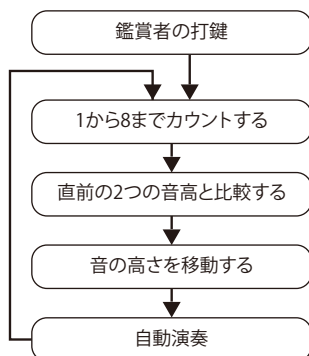 鑑賞者の打鍵
1から8までカウントする
直前の2つの音高と比較する
音の高さを移動する
自動演奏